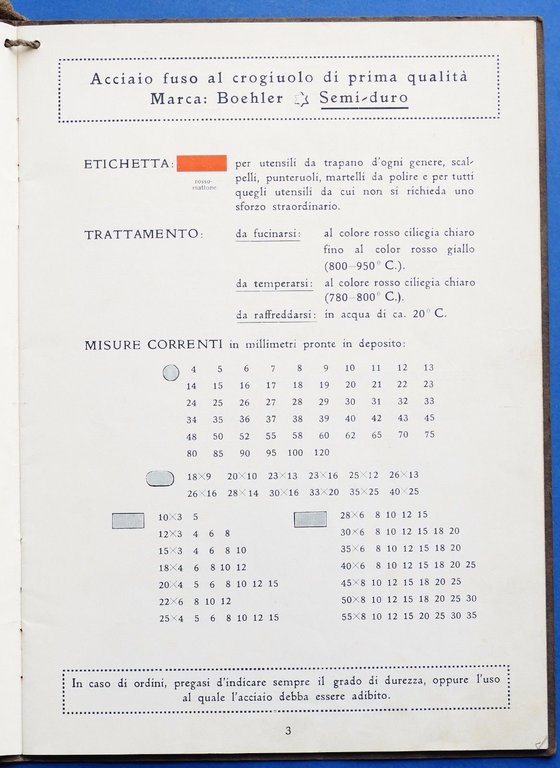 Acciaio fuso al crogiuolo di prima qualità
Marca: Boehler Semi-duro
ETICHETTA: per utensili da trapano d'ogni genere, scal-
rosso-
mattone
pelli, punteruoli, martelli da polire e per tutti
quegli utensili da cui non si richieda uno
sforzo straordinario.
TRATTAMENTO: da fucinarsi: al colore rosso ciliegia chiaro
fino al color rosso giallo
(800–950° C.).
da temperarsi: al colore rosso ciliegia chiaro
(780–800° C.).
da raffreddarsi: in acqua di ca. 20° C.
MISURE CORRENTI in millimetri pronte in deposito:
4 5 6 7 8 9 10 11 12 13
14 15 16 17 18 19 20 21 22 23
24 25 26 27 28 29 30 31 32 33
34 35 36 37 38 39 40 42 43 45
48 50 52 55 58 60 62 65 70 75
80 85 90 95 100 120
18×9 20×10 23×13 23×16 25×12 26×13
26×16 28×14 30×16 33×20 35×25 40×25
10×3 5
12×3 4 6 8
15×3 4 6 8 10
18×4 6 8 10 12
20×4 5 6 8 10 12 15
22×6 8 10 12
25×4 5 6 8 10 12 15
28×6 8 10 12 15
30×6 8 10 12 15 18 20
35×6 8 10 12 15 18 20
40×6 8 10 12 15 18 20 25
45×8 10 12 15 18 20 25
50×8 10 12 15 18 20 25 30
55×8 10 12 15 20 25 30 35
In caso di ordini, pregasi d'indicare sempre il grado di durezza, oppure l'uso
al quale l'acciaio debba essere adibito.
3